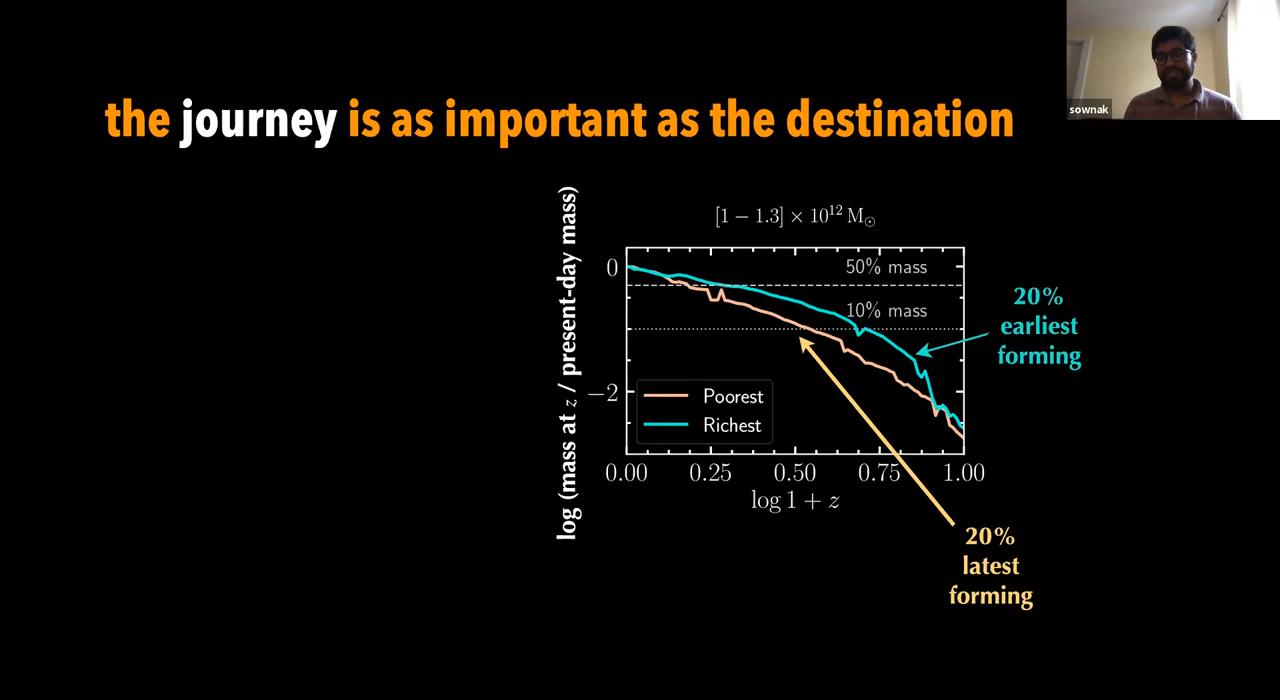 sownak
the journey is as important as the destination
[1 − 1.3] × 10¹² M☉
log (mass at z / present-day mass)
0
−2
50% mass
10% mass
20%
earliest
forming
Poorest
Richest
0.00 0.25 0.50 0.75 1.00
log 1 + z
20%
latest
forming